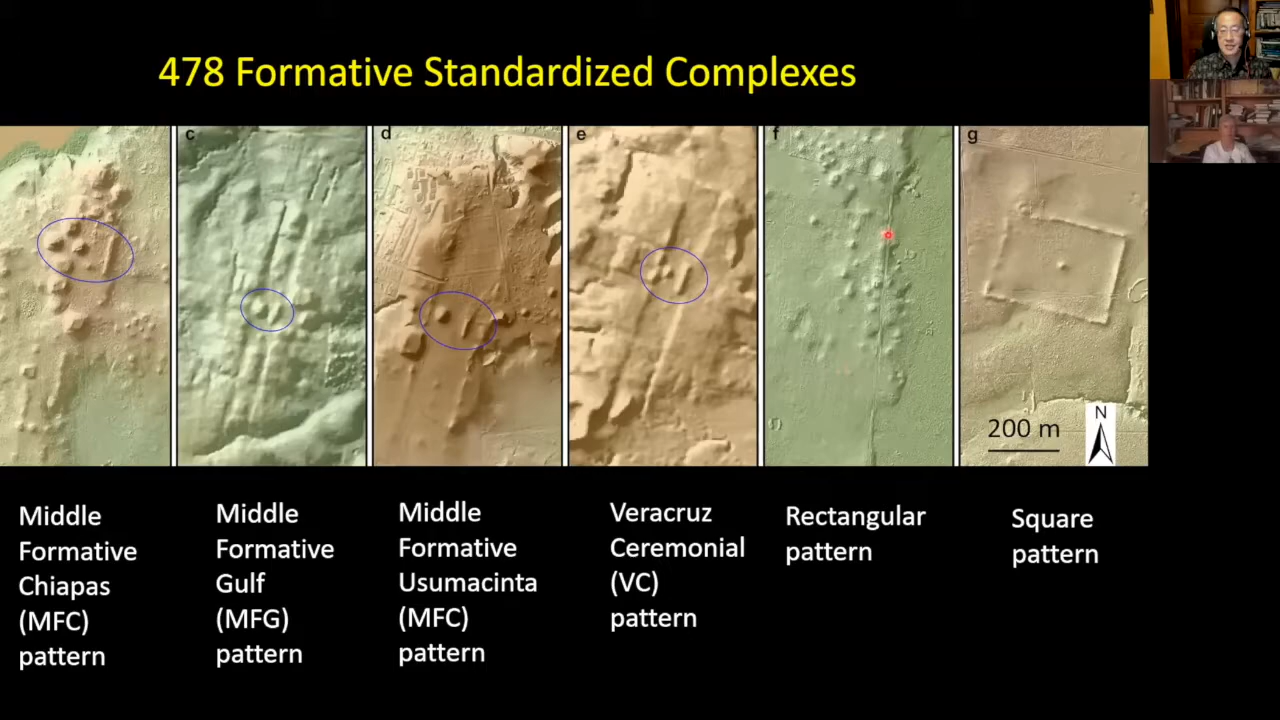 478 Formative Standardized Complexes
c
d
e
f
g
200 m
N
Middle
Formative
Chiapas
(MFC)
pattern
Middle
Formative
Gulf
(MFG)
pattern
Middle
Formative
Usumacinta
(MFC)
pattern
Veracruz
Ceremonial
(VC)
pattern
Rectangular
pattern
Square
pattern